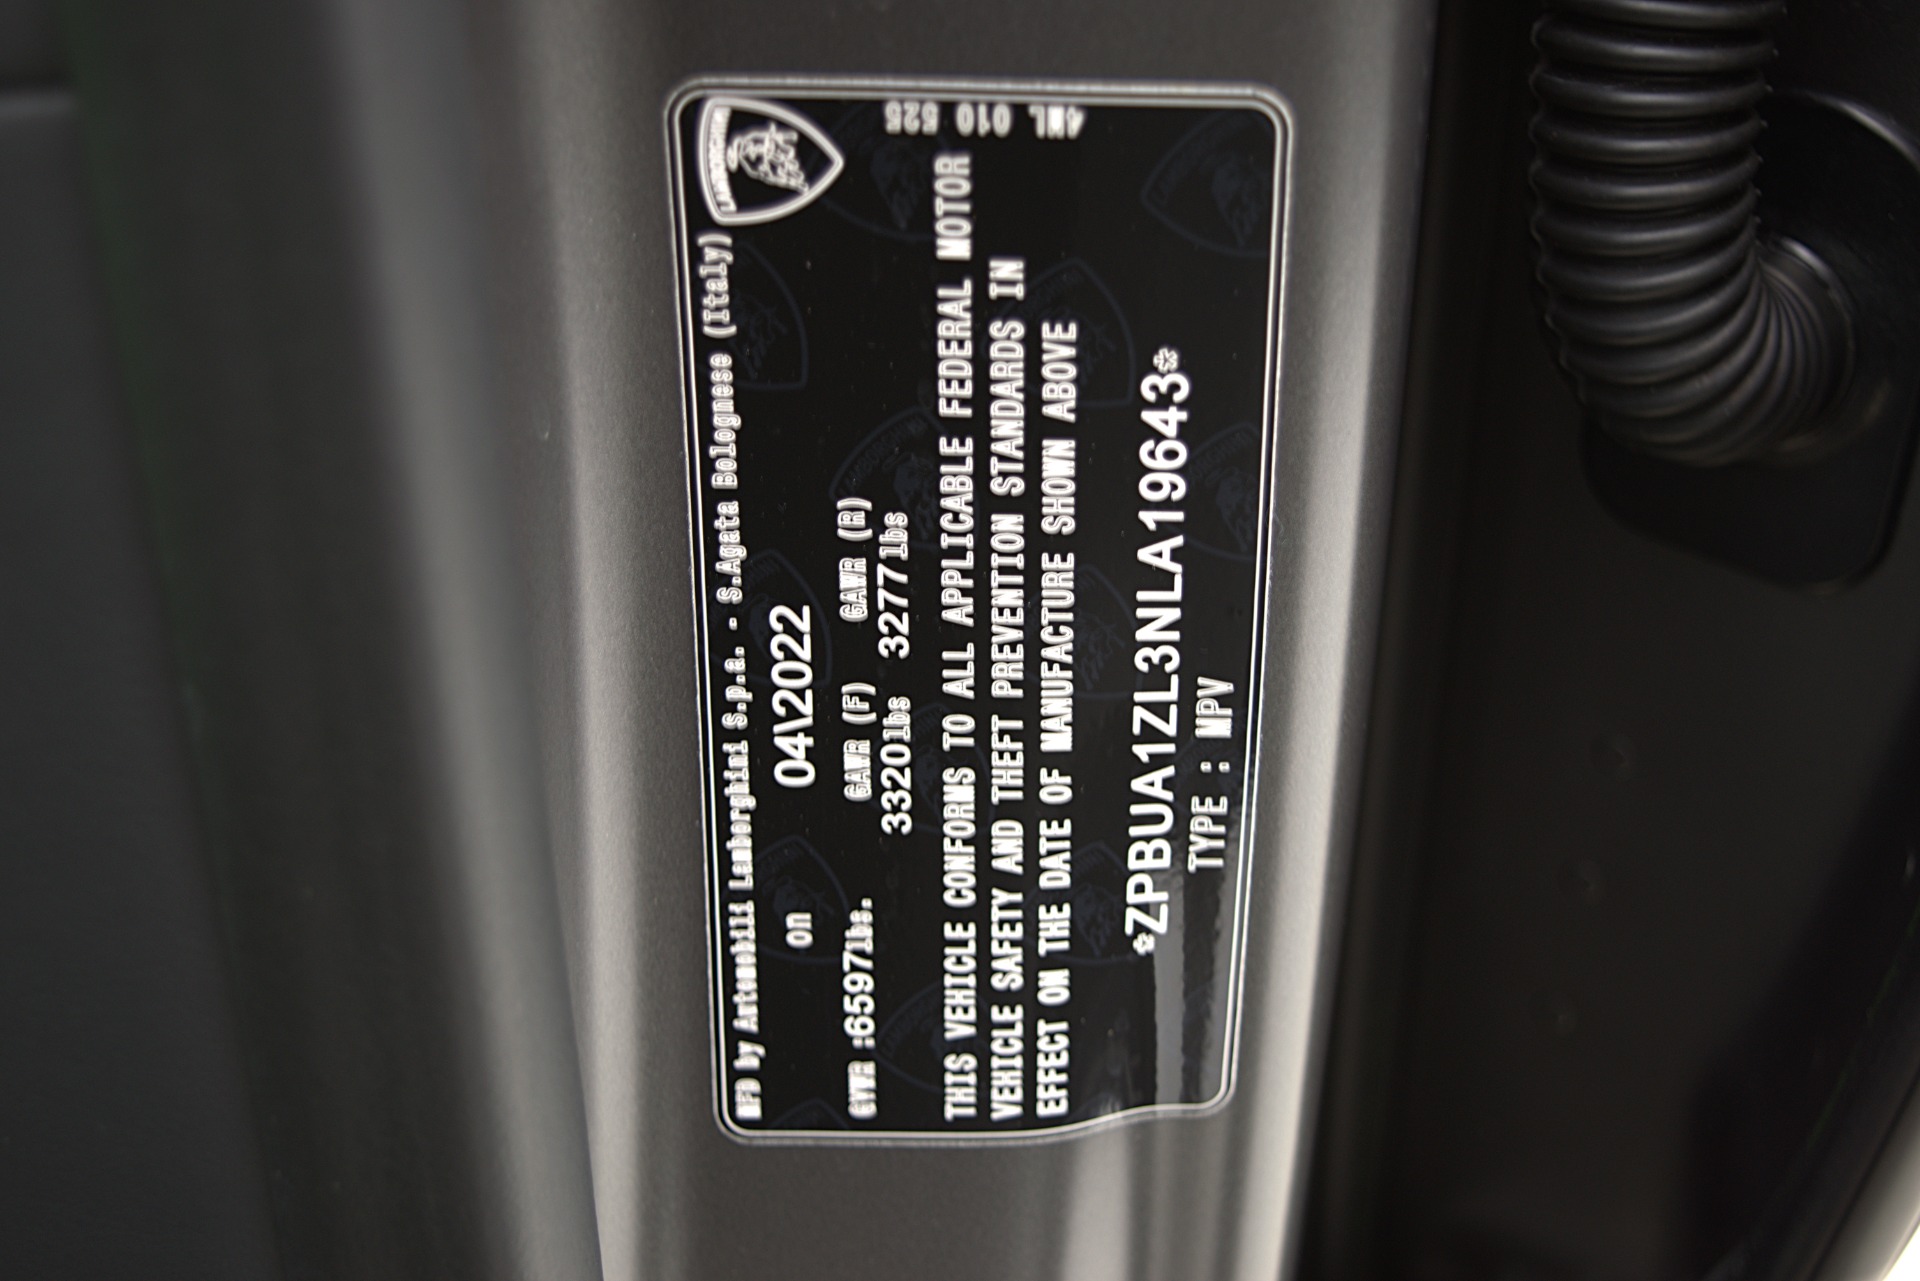 LAMBORGHINI
MFD by Automobili Lamborghini S.p.a. - S.Agata Bolognese (Italy)
on 04\2022
GVWR :6597lbs. GAWR (F) GAWR (R)
3320lbs 3277lbs
THIS VEHICLE CONFORMS TO ALL APPLICABLE FEDERAL MOTOR
VEHICLE SAFETY AND THEFT PREVENTION STANDARDS IN
EFFECT ON THE DATE OF MANUFACTURE SHOWN ABOVE
*ZPBUA1ZL3NLA19643*
TYPE : MPV
4ML 010 525